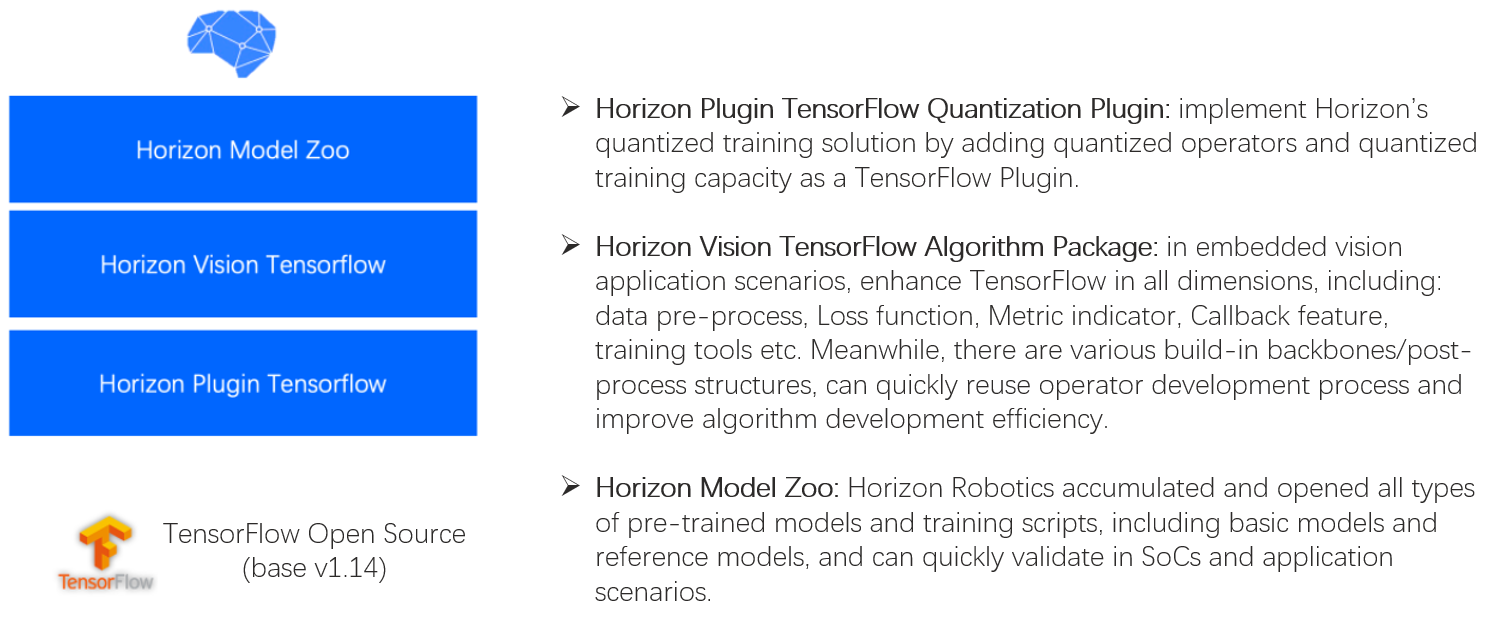 Horizon Model Zoo
Horizon Vision Tensorflow
Horizon Plugin Tensorflow
TensorFlow
TensorFlow Open Source
(base v1.14)
➢ Horizon Plugin TensorFlow Quantization Plugin: implement Horizon's
quantized training solution by adding quantized operators and quantized
training capacity as a TensorFlow Plugin.
➢ Horizon Vision TensorFlow Algorithm Package: in embedded vision
application scenarios, enhance TensorFlow in all dimensions, including:
data pre-process, Loss function, Metric indicator, Callback feature,
training tools etc. Meanwhile, there are various build-in backbones/post-
process structures, can quickly reuse operator development process and
improve algorithm development efficiency.
➢ Horizon Model Zoo: Horizon Robotics accumulated and opened all types
of pre-trained models and training scripts, including basic models and
reference models, and can quickly validate in SoCs and application
scenarios.